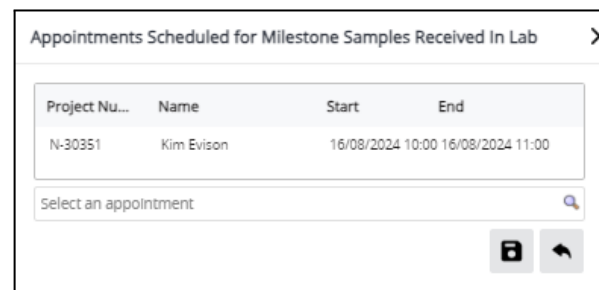 Appointments Scheduled for Milestone Samples Received In Lab
Project Nu... Name Start End
N-30351 Kim Evison 16/08/2024 10:00 16/08/2024 11:00
Select an appointment